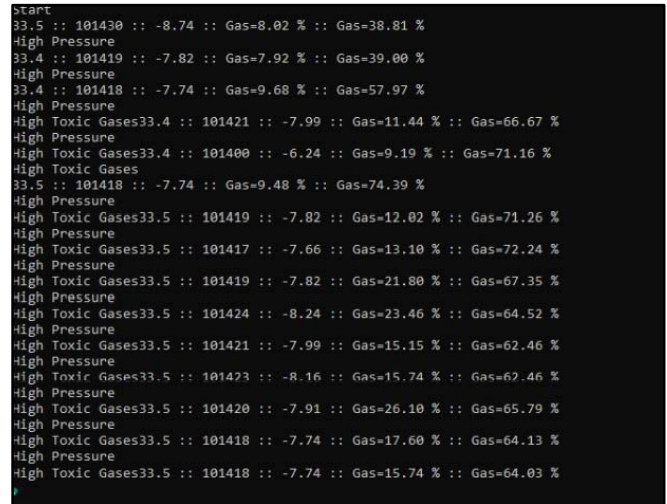 Start
33.5 :: 101430 :: -8.74 :: Gas=8.02 % :: Gas=38.81 %
High Pressure
33.4 :: 101419 :: -7.82 :: Gas=7.92 % :: Gas=39.00 %
High Pressure
33.4 :: 101418 :: -7.74 :: Gas=9.68 % :: Gas=57.97 %
High Pressure
High Toxic Gases33.4 :: 101421 :: -7.99 :: Gas=11.44 % :: Gas=66.67 %
High Pressure
High Toxic Gases33.4 :: 101400 :: -6.24 :: Gas=9.19 % :: Gas=71.16 %
High Toxic Gases
33.5 :: 101418 :: -7.74 :: Gas=9.48 % :: Gas=74.39 %
High Pressure
High Toxic Gases33.5 :: 101419 :: -7.82 :: Gas=12.02 % :: Gas=71.26 %
High Pressure
High Toxic Gases33.5 :: 101417 :: -7.66 :: Gas=13.10 % :: Gas=72.24 %
High Pressure
High Toxic Gases33.5 :: 101419 :: -7.82 :: Gas=21.80 % :: Gas=67.35 %
High Pressure
High Toxic Gases33.5 :: 101424 :: -8.24 :: Gas=23.46 % :: Gas=64.52 %
High Pressure
High Toxic Gases33.5 :: 101421 :: -7.99 :: Gas=15.15 % :: Gas=62.46 %
High Pressure
High Toxic Gases33.5 :: 101423 :: -8.16 :: Gas=15.74 % :: Gas=62.46 %
High Pressure
High Toxic Gases33.5 :: 101420 :: -7.91 :: Gas=26.10 % :: Gas=65.79 %
High Pressure
High Toxic Gases33.5 :: 101418 :: -7.74 :: Gas=17.60 % :: Gas=64.13 %
High Pressure
High Toxic Gases33.5 :: 101418 :: -7.74 :: Gas=15.74 % :: Gas=64.03 %